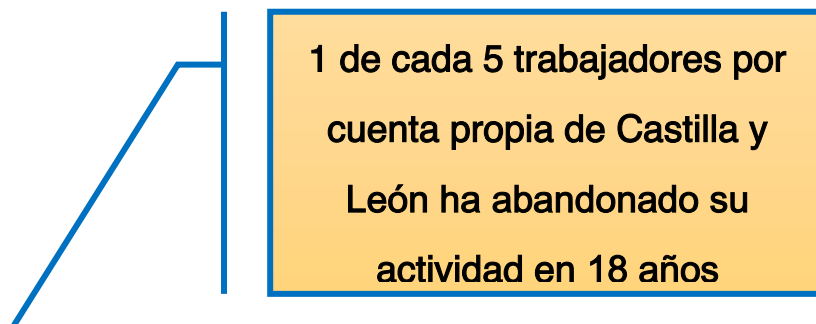 1 de cada 5 trabajadores por
cuenta propia de Castilla y
León ha abandonado su
actividad en 18 años